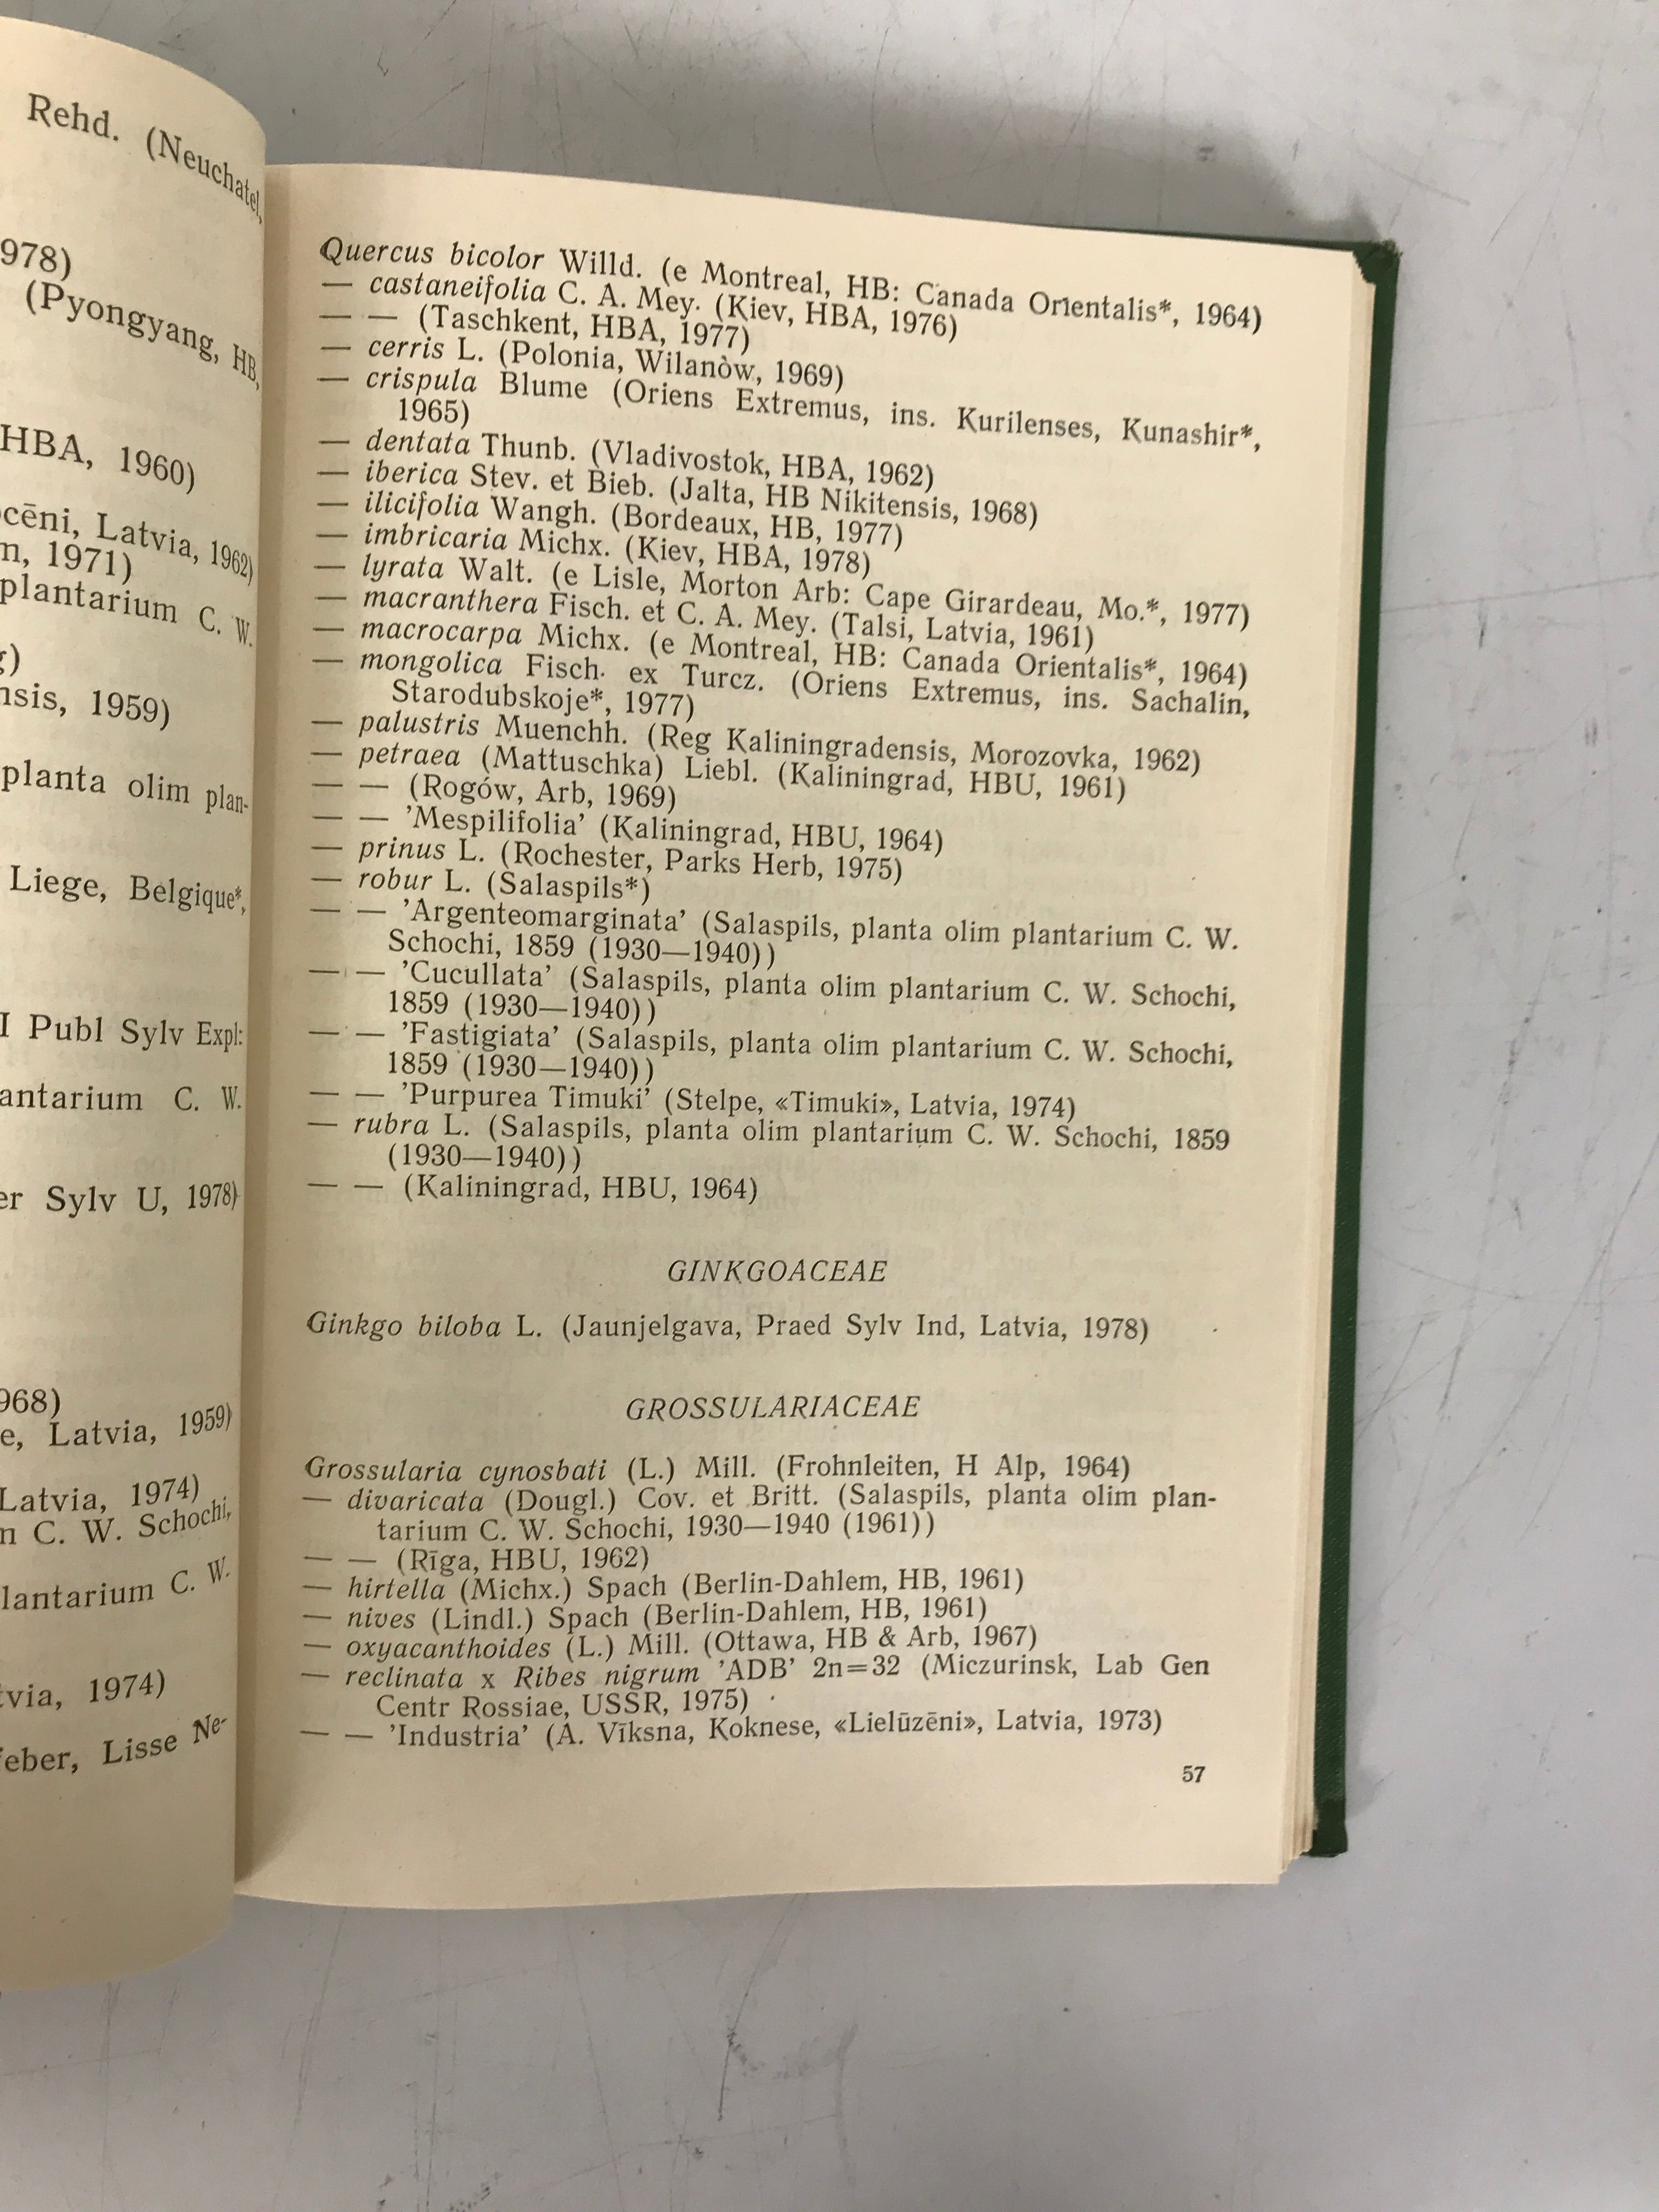 Rehd. (Neuchatel,
978)
(Pyongyang, HB,
HBA, 1960)
cēni, Latvia, 1962)
n, 1971)
plantarium C. W.
g)
nsis, 1959)
planta olim plan-
Liege, Belgique*,
I Publ Sylv Expl:
antarium C. W.
er Sylv U, 1978)
968)
e, Latvia, 1959)
Latvia, 1974)
n C. W. Schochi,
lantarium C. W.
tvia, 1974)
feber, Lisse Ne-
Quercus bicolor Willd. (e Montreal, HB: Canada Orientalis*, 1964)
— castaneifolia C. A. Mey. (Kiev, HBA, 1976)
— — (Taschkent, HBA, 1977)
— cerris L. (Polonia, Wilanòw, 1969)
— crispula Blume (Oriens Extremus, ins. Kurilenses, Kunashir*,
1965)
— dentata Thunb. (Vladivostok, HBA, 1962)
— iberica Stev. et Bieb. (Jalta, HB Nikitensis, 1968)
— ilicifolia Wangh. (Bordeaux, HB, 1977)
— imbricaria Michx. (Kiev, HBA, 1978)
— lyrata Walt. (e Lisle, Morton Arb: Cape Girardeau, Mo.*, 1977)
— macranthera Fisch. et C. A. Mey. (Talsi, Latvia, 1961)
— macrocarpa Michx. (e Montreal, HB: Canada Orientalis*, 1964)
— mongolica Fisch. ex Turcz. (Oriens Extremus, ins. Sachalin,
Starodubskoje*, 1977)
— palustris Muenchh. (Reg Kaliningradensis, Morozovka, 1962)
— petraea (Mattuschka) Liebl. (Kaliningrad, HBU, 1961)
— — (Rogów, Arb, 1969)
— — 'Mespilifolia' (Kaliningrad, HBU, 1964)
— prinus L. (Rochester, Parks Herb, 1975)
— robur L. (Salaspils*)
— — 'Argenteomarginata' (Salaspils, planta olim plantarium C. W.
Schochi, 1859 (1930—1940))
— — 'Cucullata' (Salaspils, planta olim plantarium C. W. Schochi,
1859 (1930—1940))
— — 'Fastigiata' (Salaspils, planta olim plantarium C. W. Schochi,
1859 (1930—1940))
— — 'Purpurea Timuki' (Stelpe, «Timuki», Latvia, 1974)
— rubra L. (Salaspils, planta olim plantarium C. W. Schochi, 1859
(1930—1940))
— — (Kaliningrad, HBU, 1964)
GINKGOACEAE
Ginkgo biloba L. (Jaunjelgava, Praed Sylv Ind, Latvia, 1978)
GROSSULARIACEAE
Grossularia cynosbati (L.) Mill. (Frohnleiten, H Alp, 1964)
— divaricata (Dougl.) Cov. et Britt. (Salaspils, planta olim plan-
tarium C. W. Schochi, 1930—1940 (1961))
— — (Rīga, HBU, 1962)
— hirtella (Michx.) Spach (Berlin-Dahlem, HB, 1961)
— nives (Lindl.) Spach (Berlin-Dahlem, HB, 1961)
— oxyacanthoides (L.) Mill. (Ottawa, HB & Arb, 1967)
— reclinata x Ribes nigrum 'ADB' 2n=32 (Miczurinsk, Lab Gen
Centr Rossiae, USSR, 1975)
— — 'Industria' (A. Vīksna, Koknese, «Lielūzēni», Latvia, 1973)
57